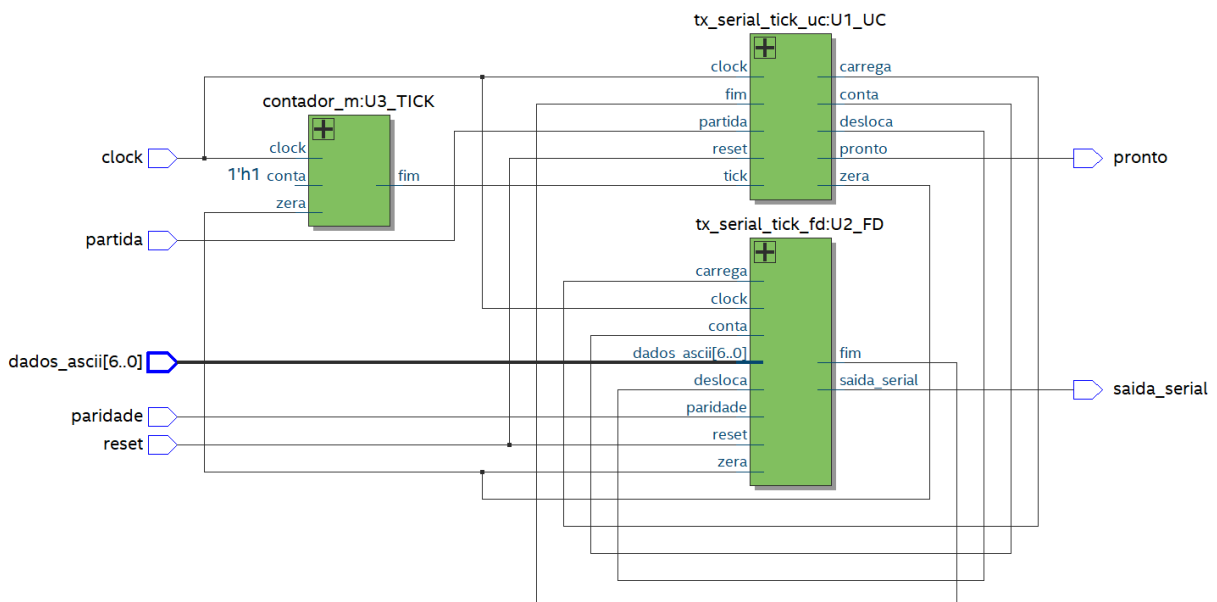 tx_serial_tick_uc:U1_UC
clock
fim
partida
reset
tick
carrega
conta
desloca
pronto
zera
contador_m:U3_TICK
clock
1'h1 conta
zera
fim
clock
partida
dados_ascii[6..0]
paridade
reset
tx_serial_tick_fd:U2_FD
carrega
clock
conta
dados_ascii[6..0]
desloca
paridade
reset
zera
fim
saida_serial
pronto
saida_serial